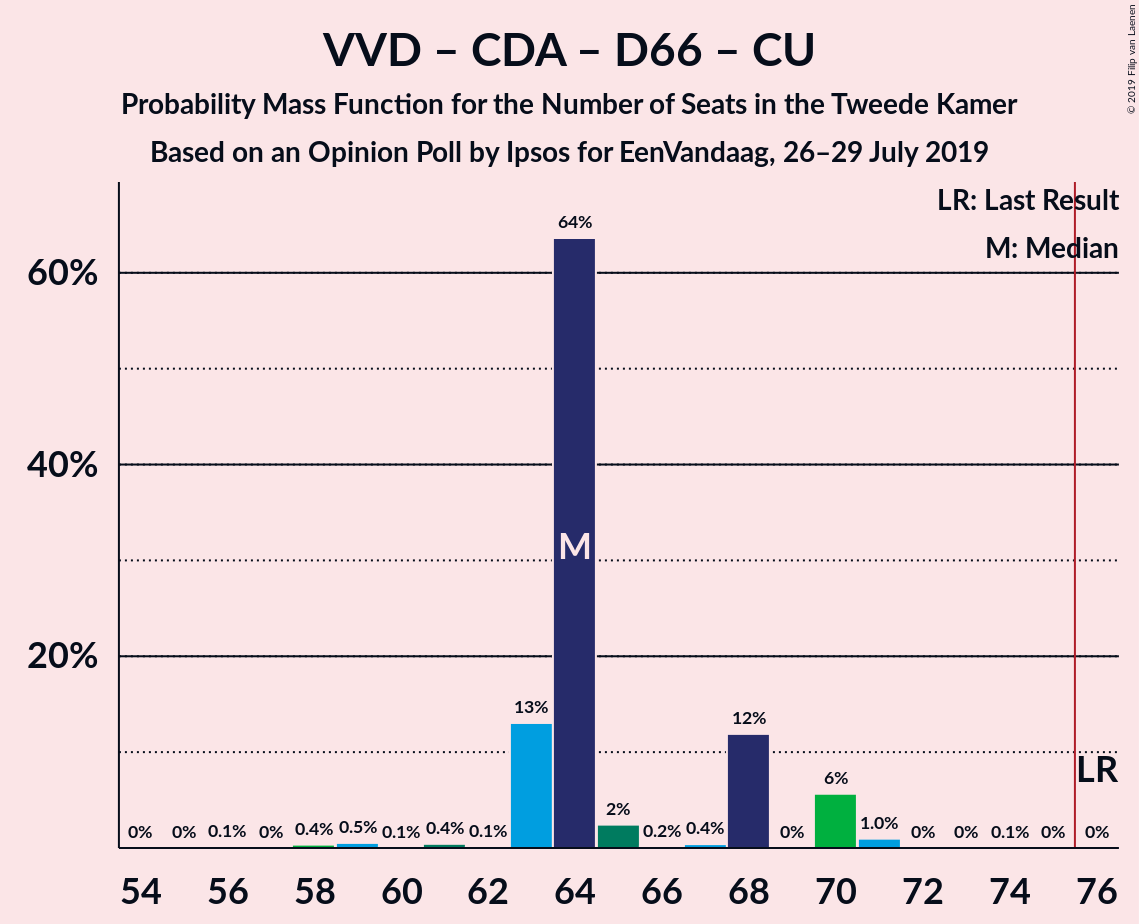 VVD – CDA – D66 – CU
Probability Mass Function for the Number of Seats in the Tweede Kamer
Based on an Opinion Poll by Ipsos for EenVandaag, 26–29 July 2019
© 2019 Filip van Laenen
LR: Last Result
M: Median
60%
40%
20%
64%
M
13%
12%
LR
6%
2%
0% 0% 0.1% 0% 0.4% 0.5% 0.1% 0.4% 0.1% 0.2% 0.4% 0% 1.0% 0% 0% 0.1% 0% 0%
54 56 58 60 62 64 66 68 70 72 74 76